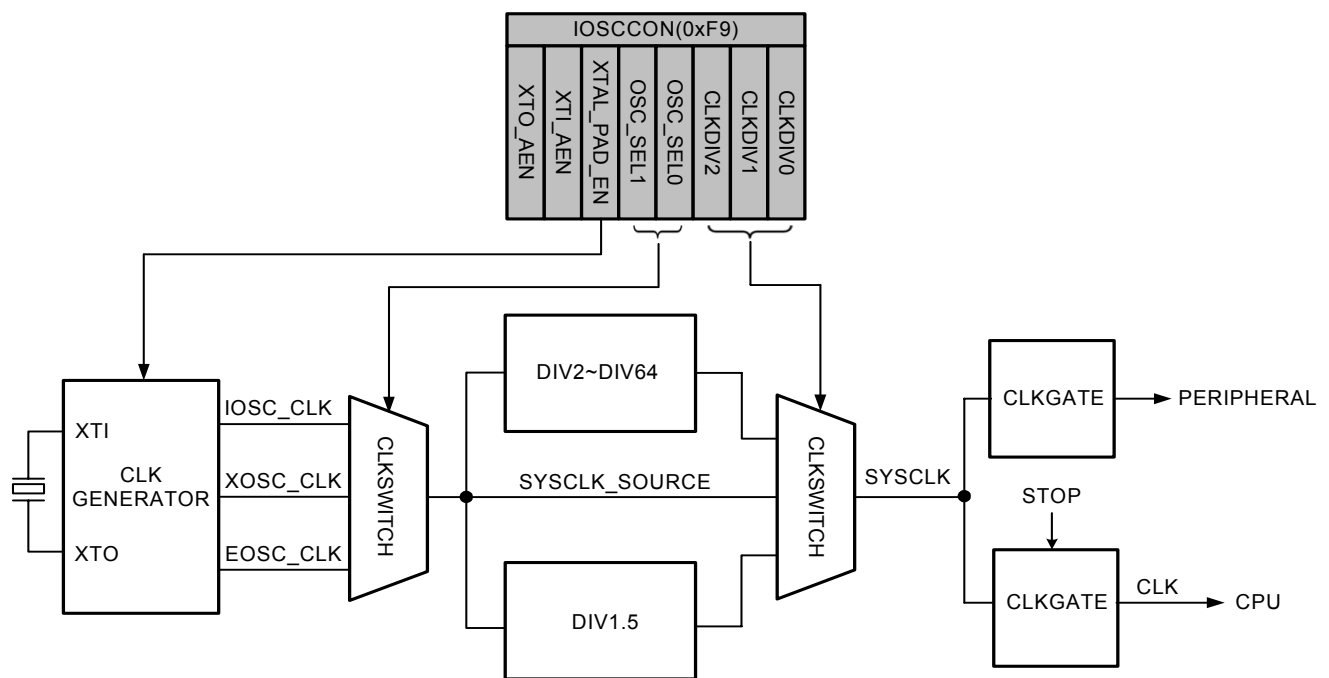 IOSCCON(0xF9)
XTO_AEN
XTI_AEN
XTAL_PAD_EN
OSC_SEL1
OSC_SEL0
CLKDIV2
CLKDIV1
CLKDIV0
XTI
CLK
GENERATOR
XTO
IOSC_CLK
XOSC_CLK
EOSC_CLK
CLKSWITCH
DIV2~DIV64
SYSCLK_SOURCE
DIV1.5
CLKSWITCH
SYSCLK
CLKGATE
PERIPHERAL
STOP
CLKGATE
CLK
CPU